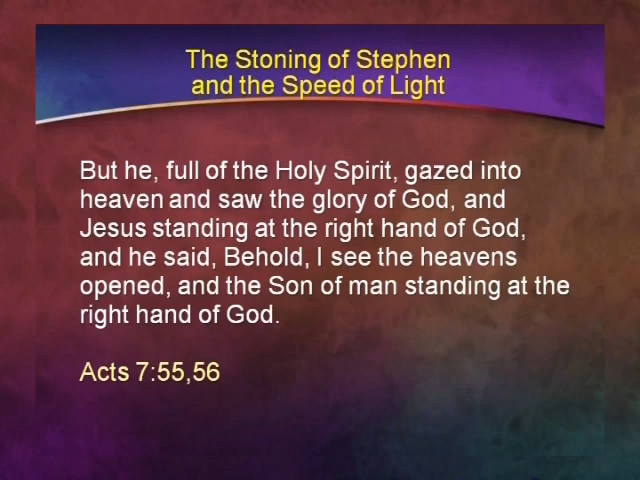 The Stoning of Stephen
and the Speed of Light
But he, full of the Holy Spirit, gazed into
heaven and saw the glory of God, and
Jesus standing at the right hand of God,
and he said, Behold, I see the heavens
opened, and the Son of man standing at the
right hand of God.
Acts 7:55,56